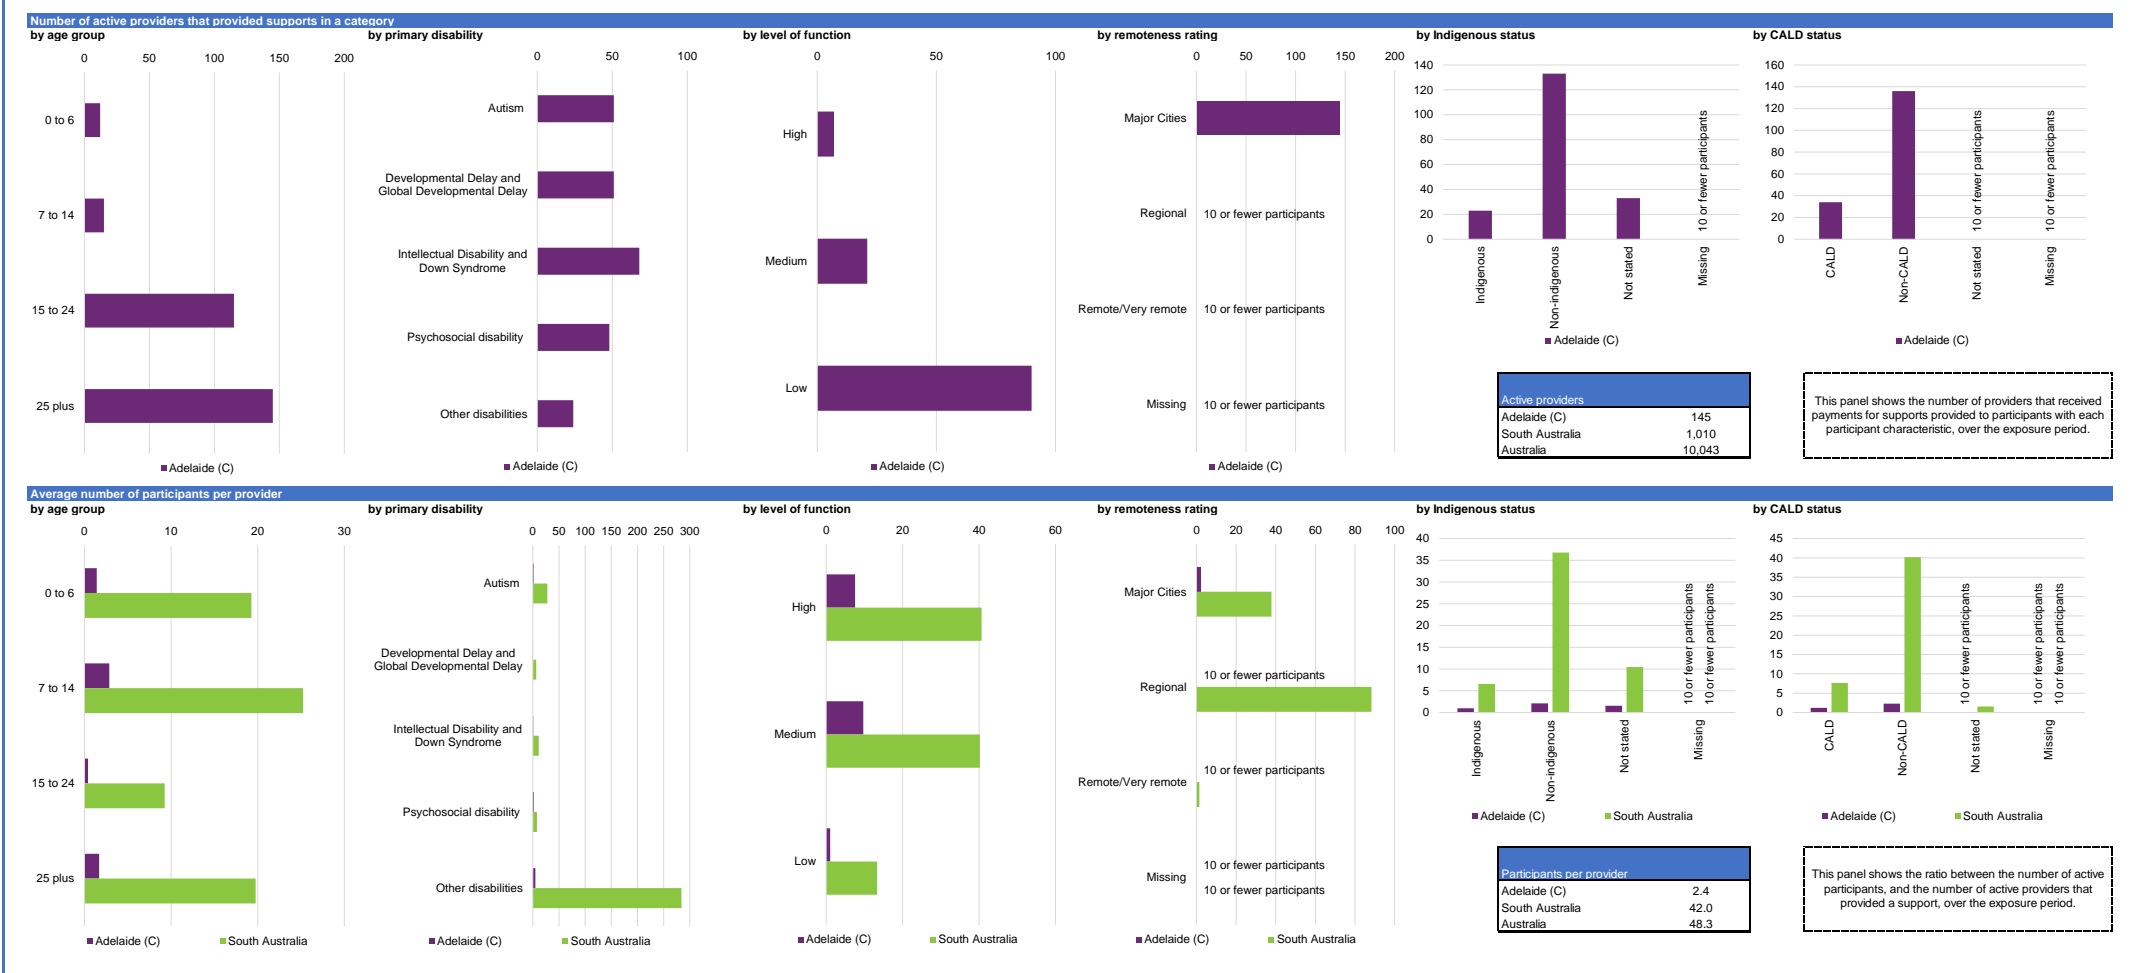 Number of active providers that provided supports in a category
by age group
0 50 100 150 200
0 to 6
7 to 14
15 to 24
25 plus
Adelaide (C)
by primary disability
0 50 100
Autism
Developmental Delay and
Global Developmental Delay
Intellectual Disability and
Down Syndrome
Psychosocial disability
Other disabilities
Adelaide (C)
by level of function
0 50 100
High
Medium
Low
Adelaide (C)
by remoteness rating
0 50 100 150 200
Major Cities
Regional 10 or fewer participants
Remote/Very remote 10 or fewer participants
Missing 10 or fewer participants
Adelaide (C)
by Indigenous status
140
120
100
80
60
40
20
0
10 or fewer participants
Indigenous
Non-indigenous
Not stated
Missing
Adelaide (C)
by CALD status
160
140
120
100
80
60
40
20
0
10 or fewer participants
10 or fewer participants
CALD
Non-CALD
Not stated
Missing
Adelaide (C)
Active providers
Adelaide (C) 145
South Australia 1,010
Australia 10,043
This panel shows the number of providers that received
payments for supports provided to participants with each
participant characteristic, over the exposure period.
Average number of participants per provider
by age group
0 10 20 30
0 to 6
7 to 14
15 to 24
25 plus
Adelaide (C) South Australia
by primary disability
0 50 100 150 200 250 300
Autism
Developmental Delay and
Global Developmental Delay
Intellectual Disability and
Down Syndrome
Psychosocial disability
Other disabilities
Adelaide (C) South Australia
by level of function
0 20 40 60
High
Medium
Low
Adelaide (C) South Australia
by remoteness rating
0 20 40 60 80 100
Major Cities
10 or fewer participants
Regional
10 or fewer participants
Remote/Very remote
10 or fewer participants
Missing
10 or fewer participants
Adelaide (C) South Australia
by Indigenous status
40
35
30
25
20
15
10
5
0
10 or fewer participants
10 or fewer participants
Indigenous
Non-indigenous
Not stated
Missing
Adelaide (C) South Australia
by CALD status
45
40
35
30
25
20
15
10
5
0
10 or fewer participants
10 or fewer participants
10 or fewer participants
CALD
Non-CALD
Not stated
Missing
Adelaide (C) South Australia
Participants per provider
Adelaide (C) 2.4
South Australia 42.0
Australia 48.3
This panel shows the ratio between the number of active
participants, and the number of active providers that
provided a support, over the exposure period.